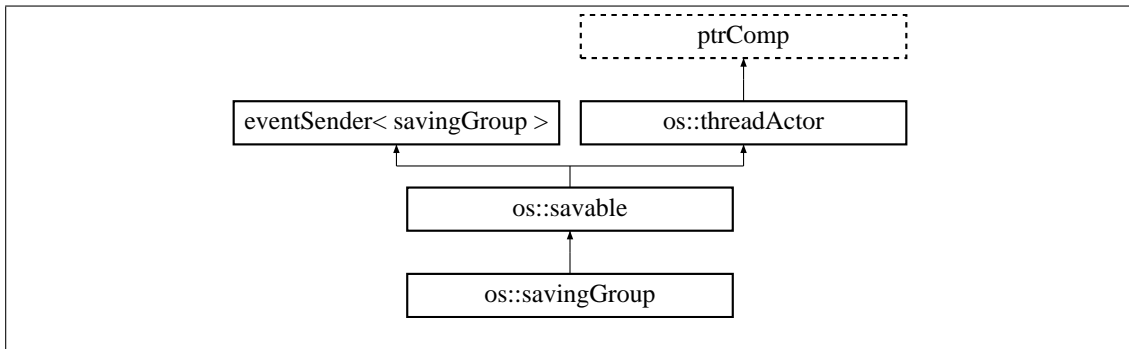 ptrComp
eventSender< savingGroup >
os::threadActor
os::savable
os::savingGroup